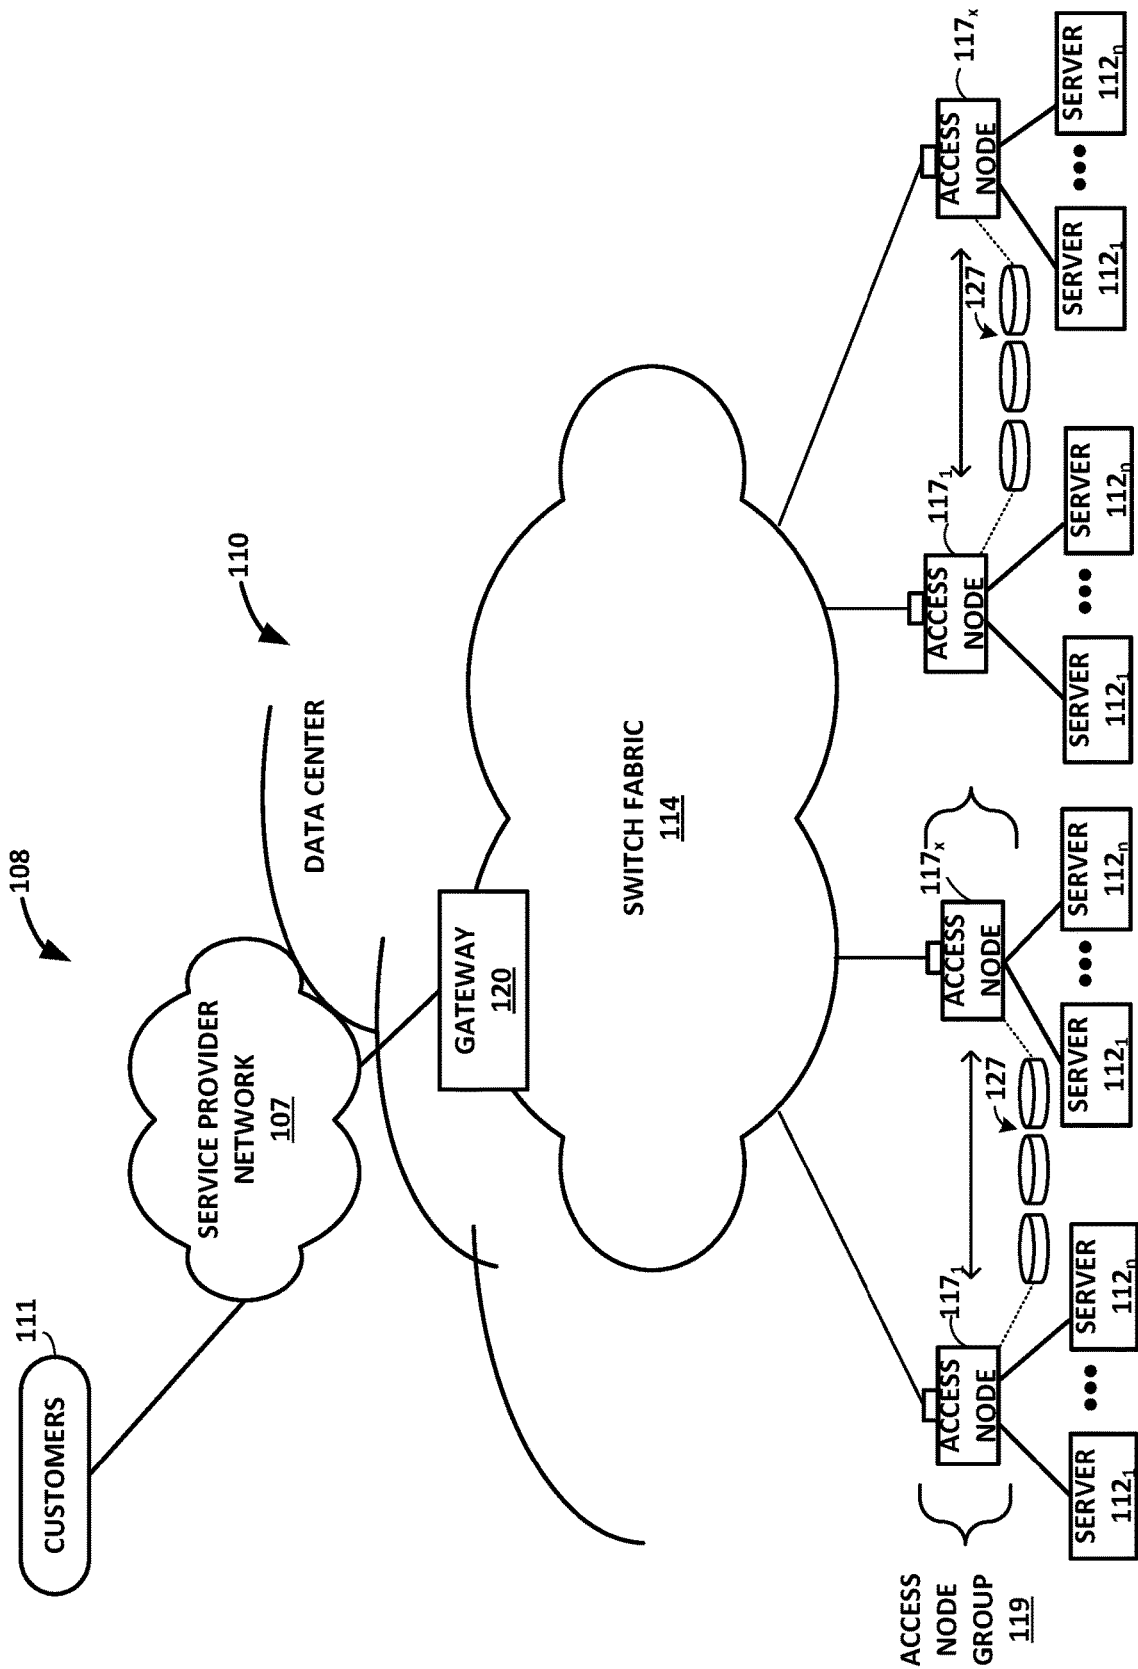 108
CUSTOMERS
111
SERVICE PROVIDER
NETWORK
107
110
DATA CENTER
GATEWAY
120
SWITCH FABRIC
114
ACCESS
NODE
GROUP
119
ACCESS
NODE
117₁
127
ACCESS
NODE
117ₓ
ACCESS
NODE
117₁
127
ACCESS
NODE
117ₓ
SERVER
112₁
•••
SERVER
112ₙ
SERVER
112₁
•••
SERVER
112ₙ
SERVER
112₁
•••
SERVER
112ₙ
SERVER
112₁
•••
SERVER
112ₙ